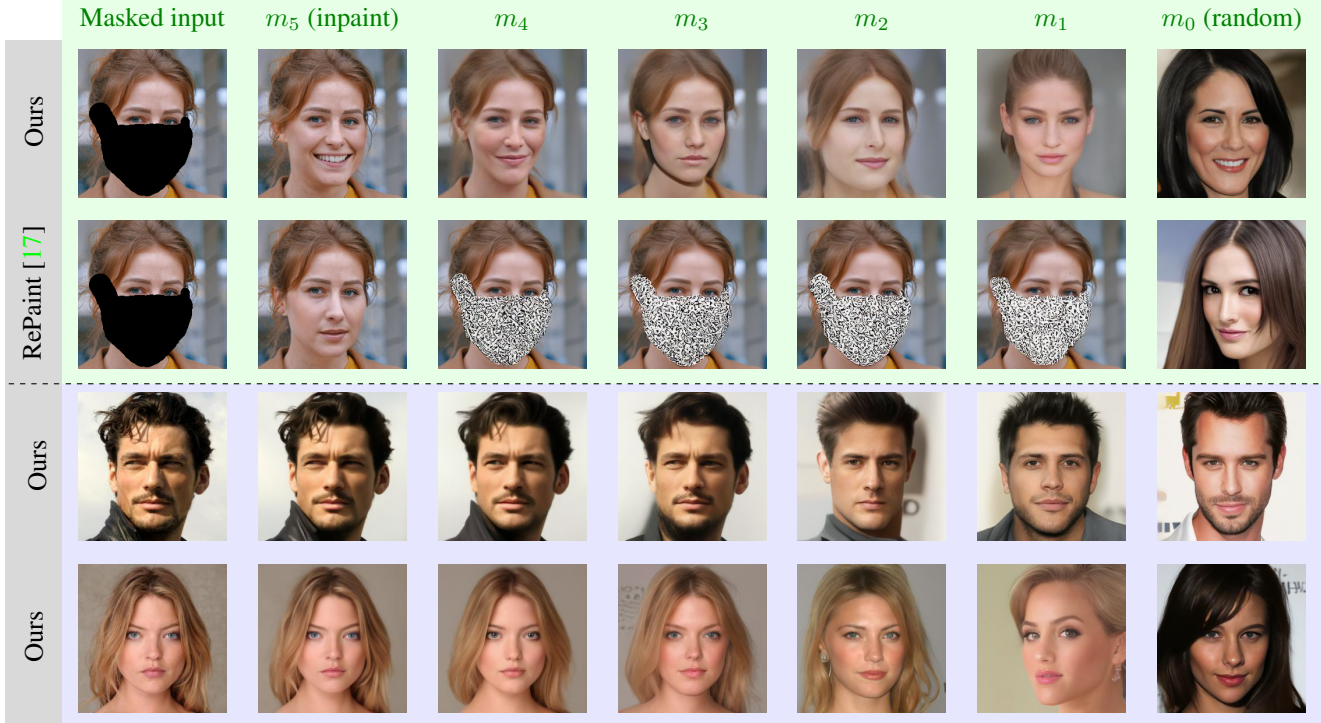 Masked input m₅ (inpaint) m₄ m₃ m₂ m₁ m₀ (random)
Ours
RePaint [17]
Ours
Ours